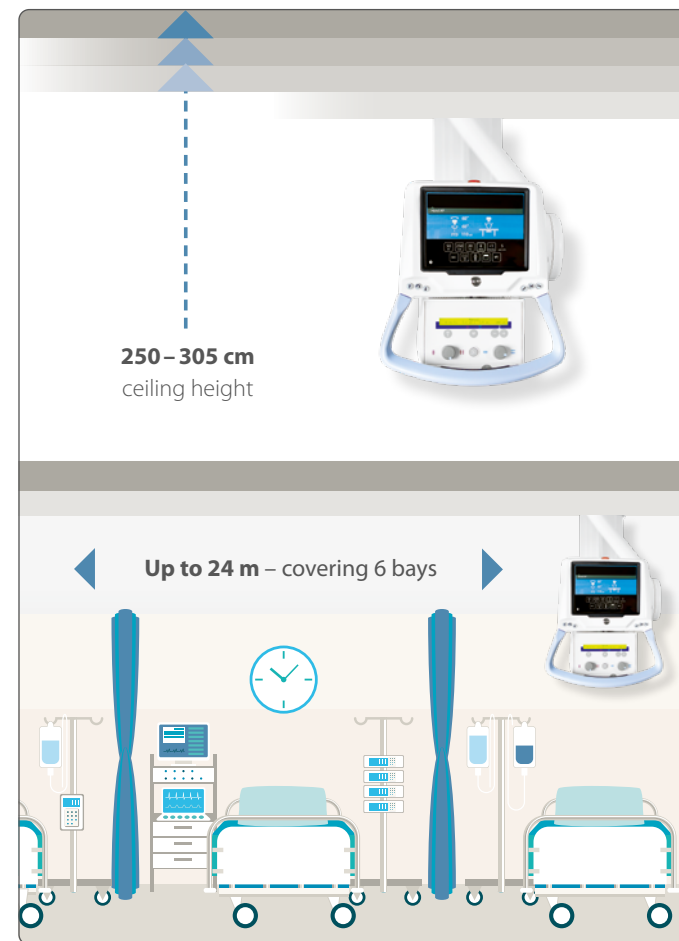 250 – 305 cm
ceiling height
Up to 24 m – covering 6 bays